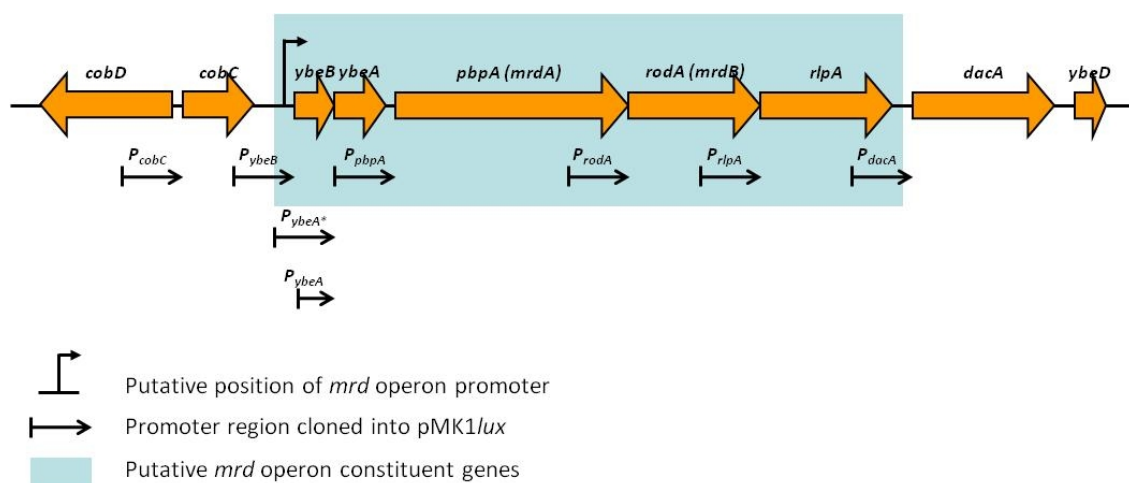 cobD cobC ybeB ybeA pbpA (mrdA) rodA (mrdB) rlpA dacA ybeD
PcobC PybeB PpbpA ProdA PrlpA PdacA
PybeA*
PybeA
Putative position of mrd operon promoter
Promoter region cloned into pMK1lux
Putative mrd operon constituent genes